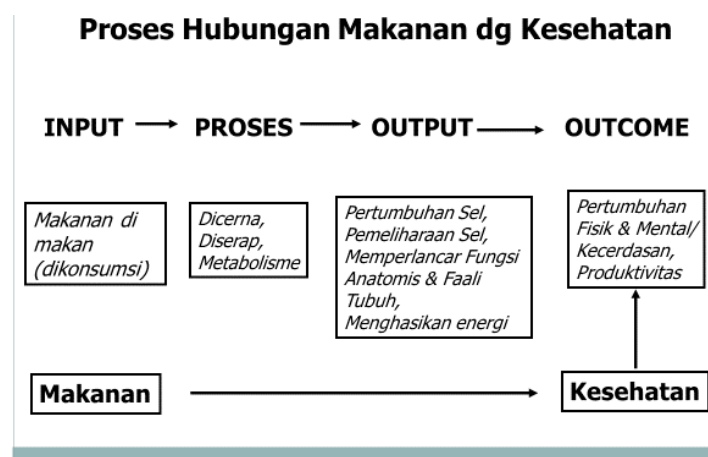 Proses Hubungan Makanan dg Kesehatan
INPUT PROSES OUTPUT OUTCOME
Makanan di
makan
(dikonsumsi)
Dicerna,
Diserap,
Metabolisme
Pertumbuhan Sel,
Pemeliharaan Sel,
Memperlancar Fungsi
Anatomis & Faali
Tubuh,
Menghasikan energi
Pertumbuhan
Fisik & Mental/
Kecerdasan,
Produktivitas
Makanan
Kesehatan